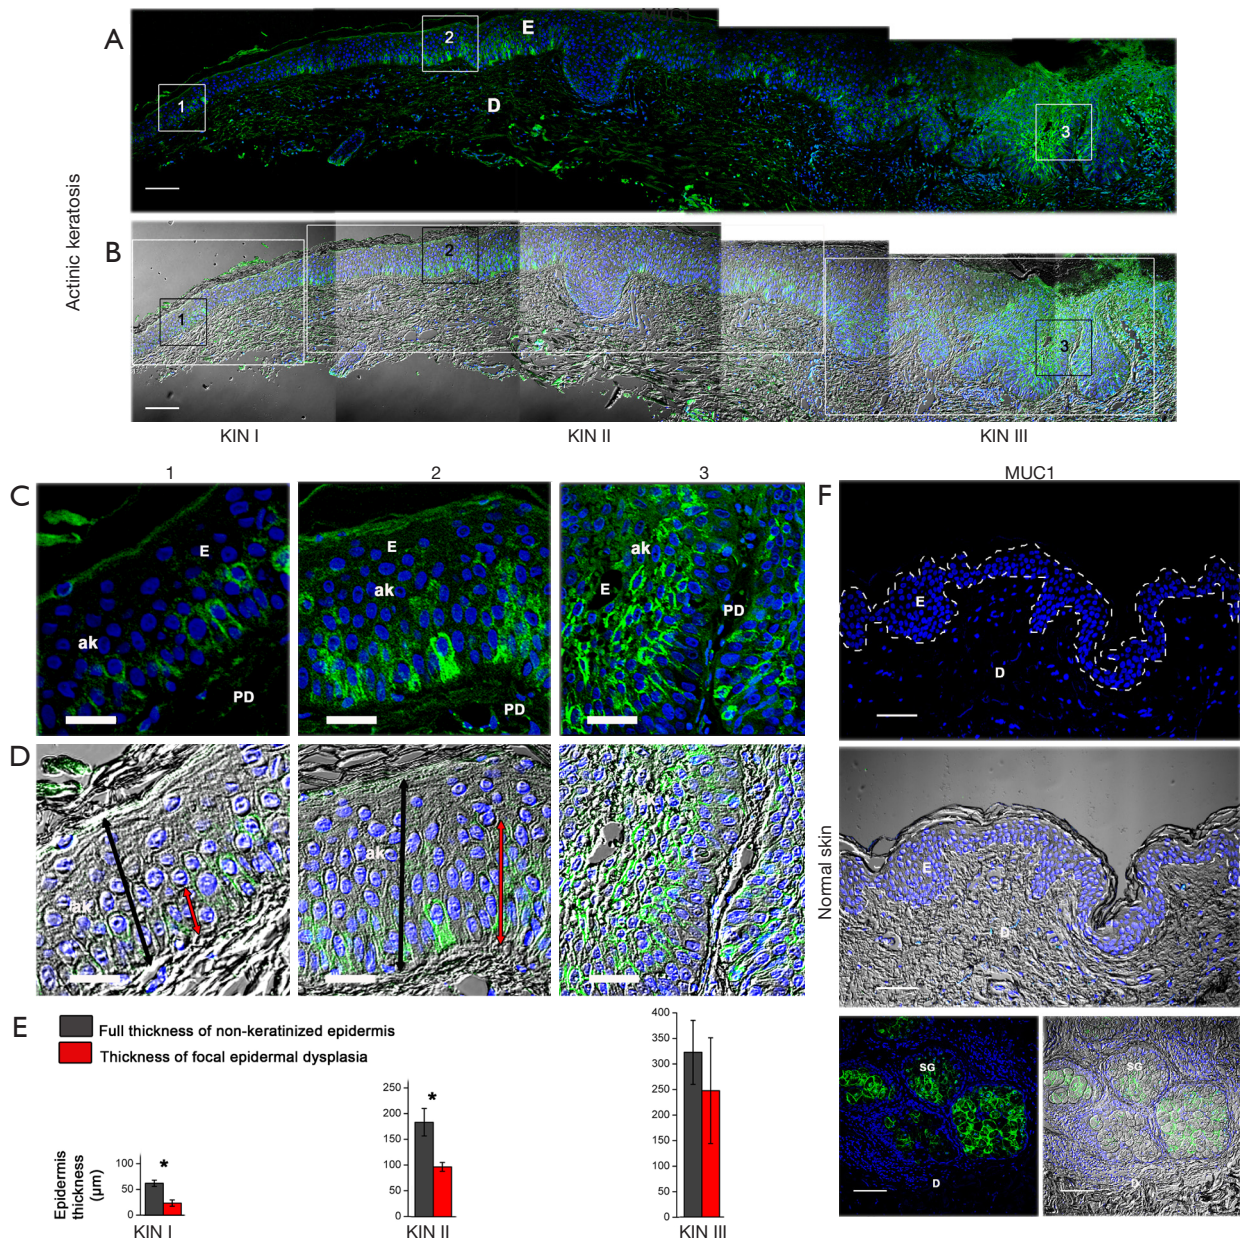 MUC1
A
1
2
E
D
3
Actinic keratosis
B
1
2
3
KIN I
KIN II
KIN III
1
2
3
C
E
ak
PD
E
ak
PD
ak
E
PD
D
ak
ak
ak
E
Full thickness of non-keratinized epidermis
Thickness of focal epidermal dysplasia
Epidermis
thickness
(µm)
100
50
0
*
KIN I
250
200
150
100
50
0
*
KIN II
400
350
300
250
200
150
100
50
0
KIN III
MUC1
F
E
D
Normal skin
E
D
SG
D
SG
D